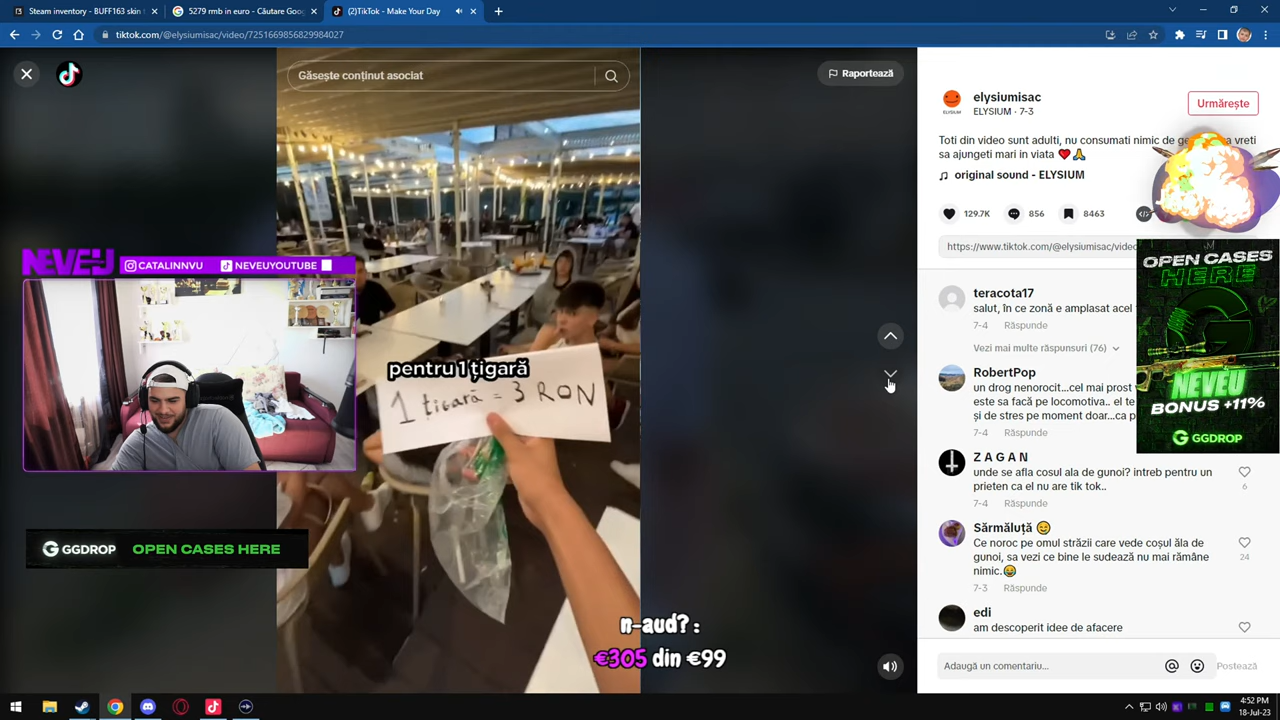 Steam inventory - BUFF163 skin t
5279 rmb in euro - Căutare Goog
(2)TikTok - Make Your Day
tiktok.com/@elysiumisac/video/7251669856829984027
Găsește conținut asociat
Raportează
elysiumisac
ELYSIUM · 7-3
Urmărește
Toti din video sunt adulti, nu consumati nimic de ge
vreti
sa ajungeti mari in viata ❤️🙏
♫ original sound - ELYSIUM
129.7K
856
8463
https://www.tiktok.com/@elysiumisac/videc
NEVEU
CATALINNVU
NEVEUYOUTUBE
OPEN CASES
HERE
NEVEU
BONUS +11%
GGDROP
teracota17
salut, în ce zonă e amplasat acel
7-4 Răspunde
Vezi mai multe răspunsuri (76)
RobertPop
un drog nenorocit...cel mai prost
este sa facă pe locomotiva.. el te
și de stres pe moment doar...ca p
7-4 Răspunde
Z A G A N
unde se afla cosul ala de gunoi? intreb pentru un
prieten ca el nu are tik tok..
6
7-4 Răspunde
Sărmăluță 😄
Ce noroc pe omul străzii care vede coșul ăla de
gunoi, sa vezi ce bine le sudează nu mai rămâne
nimic.😂
24
7-3 Răspunde
edi
am descoperit idee de afacere
pentru 1 țigară
1 țigară = 3 RON
GGDROP OPEN CASES HERE
n-aud? :
€305 din €99
Adaugă un comentariu...
Postează
4:52 PM
18-Jul-23